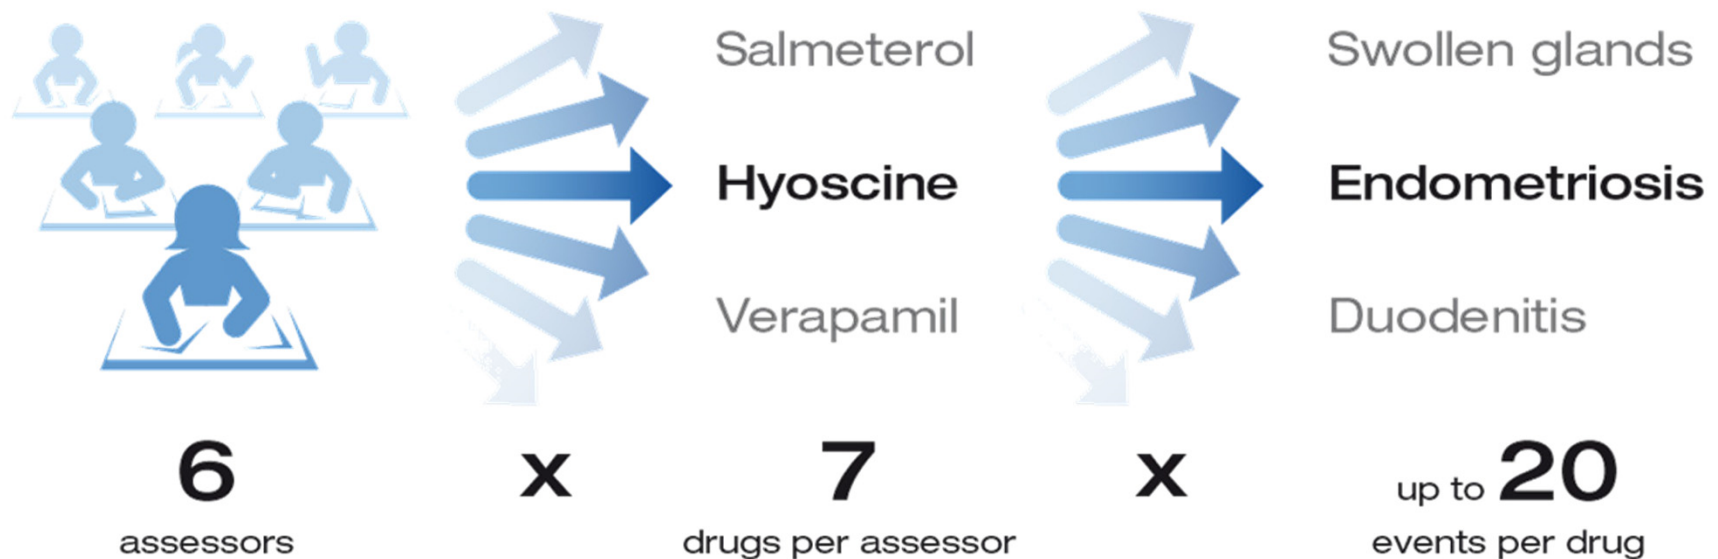 Salmeterol
Swollen glands
Hyoscine
Endometriosis
Verapamil
Duodenitis
6 x 7 x up to 20
assessors
drugs per assessor
events per drug